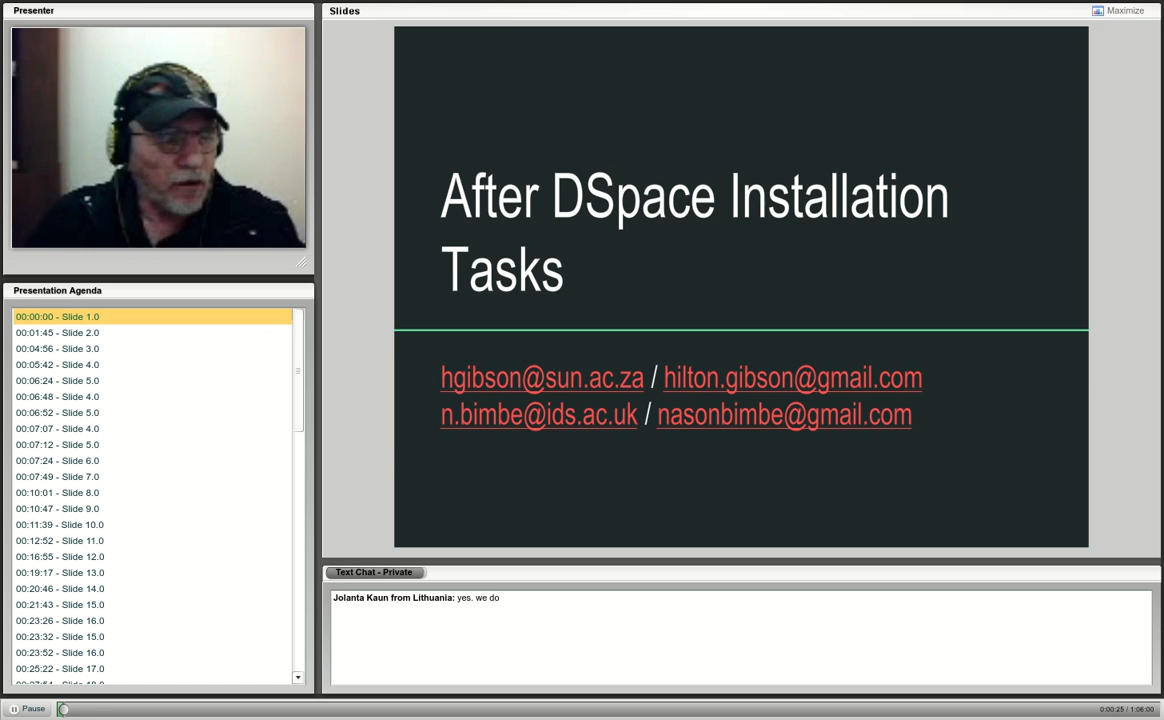 Presenter
Slides
Maximize
After DSpace Installation
Tasks
hgibson@sun.ac.za / hilton.gibson@gmail.com
n.bimbe@ids.ac.uk / nasonbimbe@gmail.com
Presentation Agenda
00:00:00 - Slide 1.0
00:01:45 - Slide 2.0
00:04:56 - Slide 3.0
00:05:42 - Slide 4.0
00:06:24 - Slide 5.0
00:06:48 - Slide 4.0
00:06:52 - Slide 5.0
00:07:07 - Slide 4.0
00:07:12 - Slide 5.0
00:07:24 - Slide 6.0
00:07:49 - Slide 7.0
00:10:01 - Slide 8.0
00:10:47 - Slide 9.0
00:11:39 - Slide 10.0
00:12:52 - Slide 11.0
00:16:55 - Slide 12.0
00:19:17 - Slide 13.0
00:20:46 - Slide 14.0
00:21:43 - Slide 15.0
00:23:26 - Slide 16.0
00:23:32 - Slide 15.0
00:23:52 - Slide 16.0
00:25:22 - Slide 17.0
Text Chat - Private
Jolanta Kaun from Lithuania: yes. we do
Pause
0:00:25 / 1:06:00